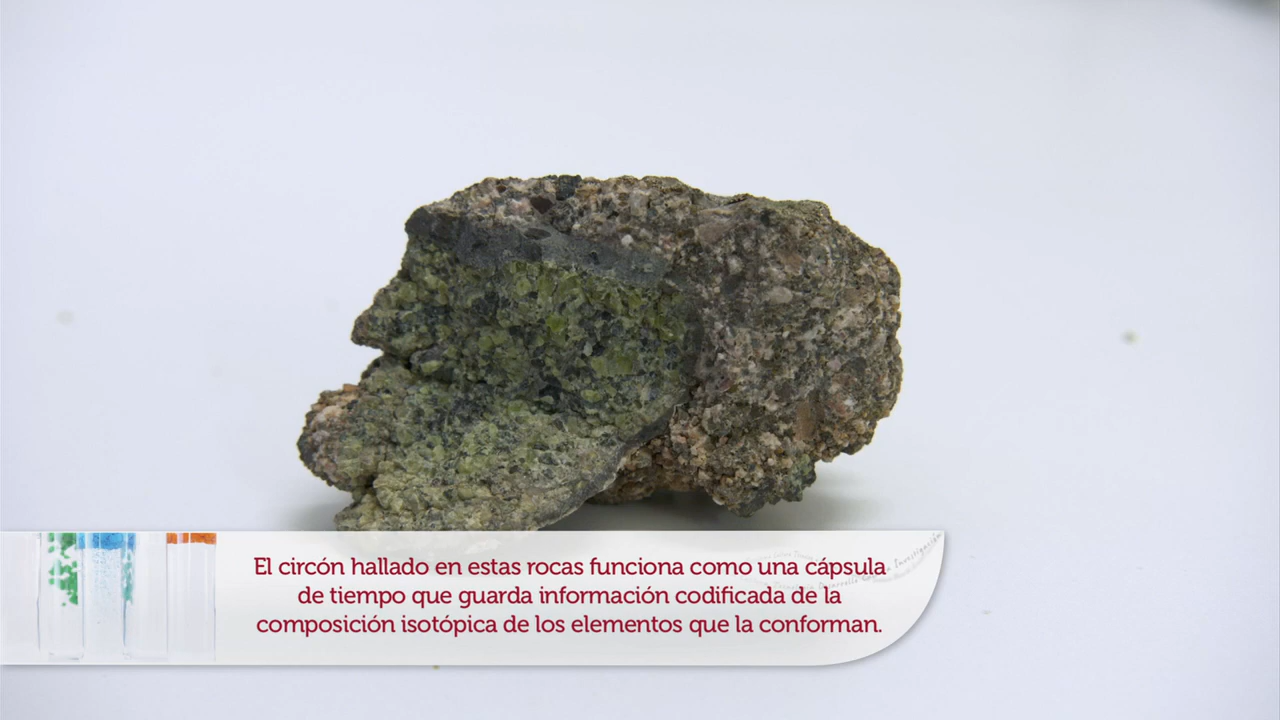 El circón hallado en estas rocas funciona como una cápsula
de tiempo que guarda información codificada de la
composición isotópica de los elementos que la conforman.